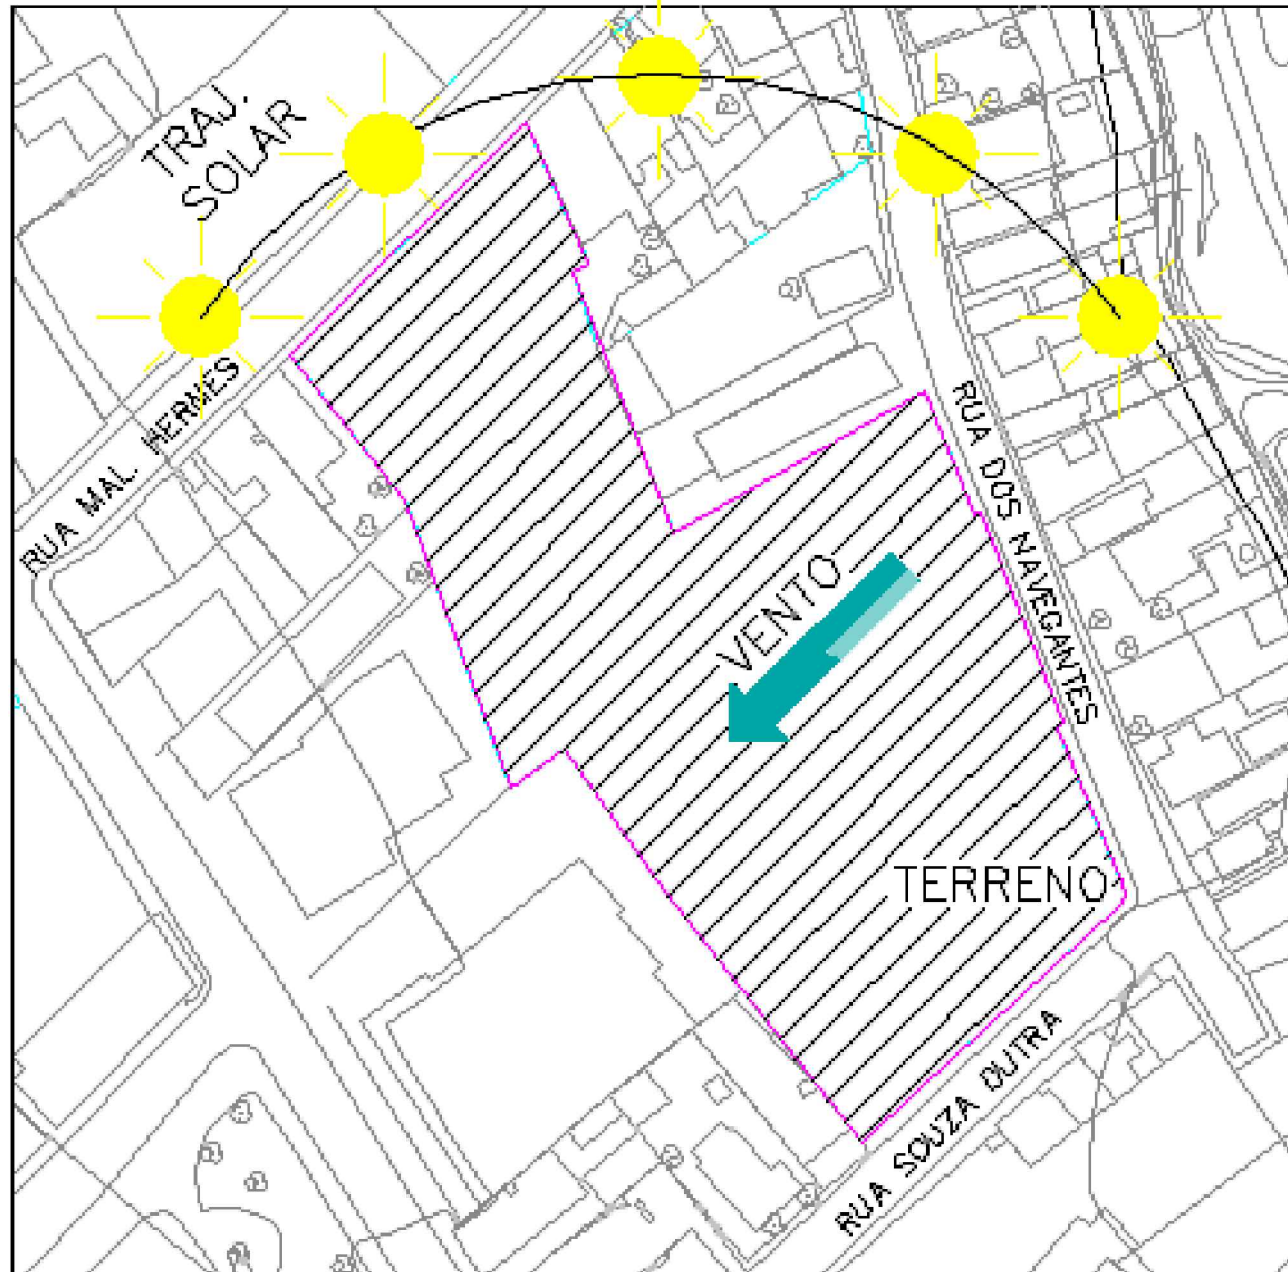 TRAJ.
SOLAR
RUA MAL. HERMES
RUA DOS NAVEGANTES
VENTO
TERRENO
RUA SOUZA DUTRA